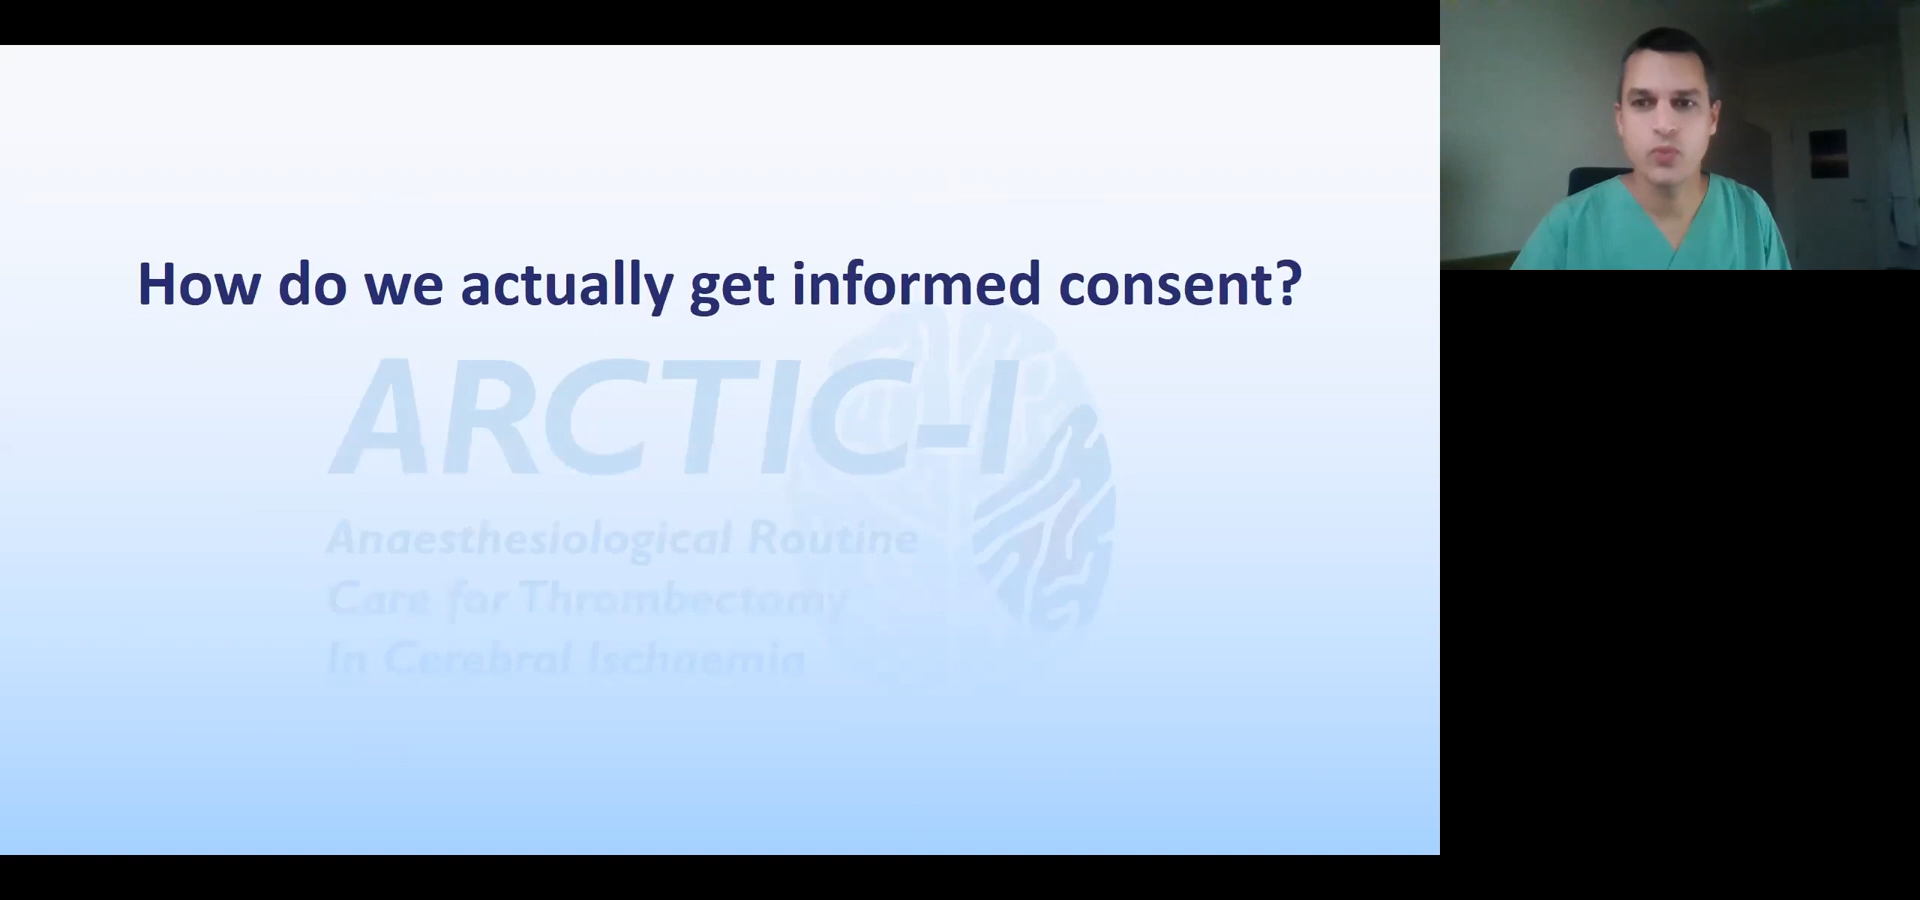 How do we actually get informed consent?
ARCTIC-I
Anaesthesiological Routine
Care for Thrombectomy
In Cerebral Ischaemia